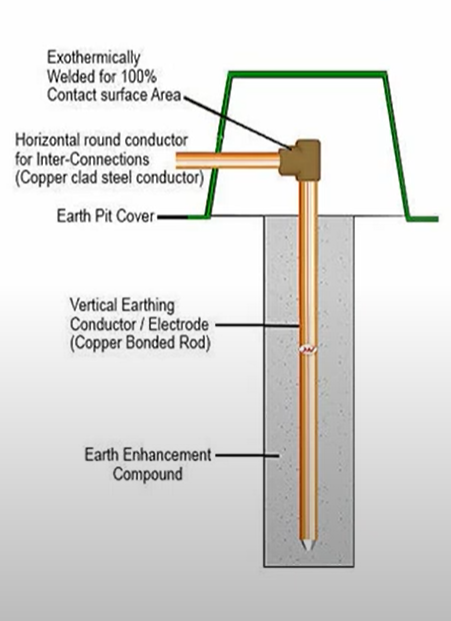 Exothermically
Welded for 100%
Contact surface Area
Horizontal round conductor
for Inter-Connections
(Copper clad steel conductor)
Earth Pit Cover
Vertical Earthing
Conductor / Electrode
(Copper Bonded Rod)
Earth Enhancement
Compound